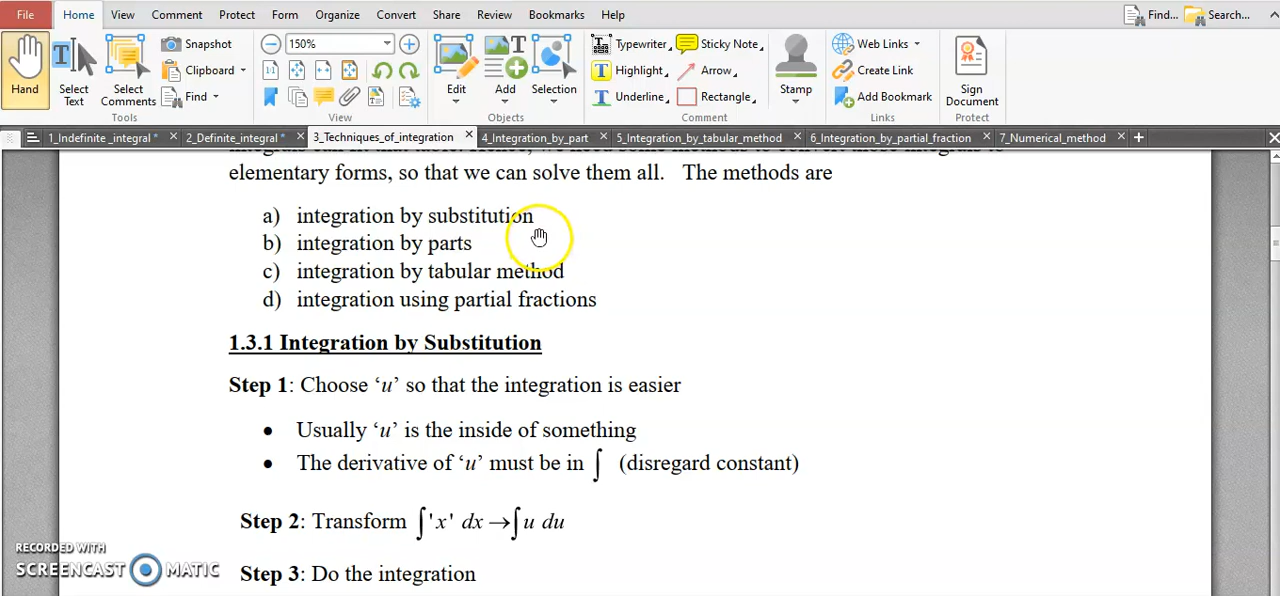 File Home View Comment Protect Form Organize Convert Share Review Bookmarks Help Find... Search...
Hand Select Text Select Comments Snapshot Clipboard Find Tools
150% View
Edit Add Selection Objects
Typewriter Sticky Note Highlight Arrow Underline Rectangle Stamp Comment
Web Links Create Link Add Bookmark Links
Sign Document Protect
1_Indefinite_integral * 2_Definite_integral * 3_Techniques_of_integration 4_Integration_by_part 5_Integration_by_tabular_method 6_Integration_by_partial_fraction 7_Numerical_method
elementary forms, so that we can solve them all. The methods are
a) integration by substitution
b) integration by parts
c) integration by tabular method
d) integration using partial fractions
1.3.1 Integration by Substitution
Step 1: Choose ‘u’ so that the integration is easier
• Usually ‘u’ is the inside of something
• The derivative of ‘u’ must be in ∫ (disregard constant)
Step 2: Transform ∫'x' dx →∫u du
Step 3: Do the integration
RECORDED WITH
SCREENCAST MATIC